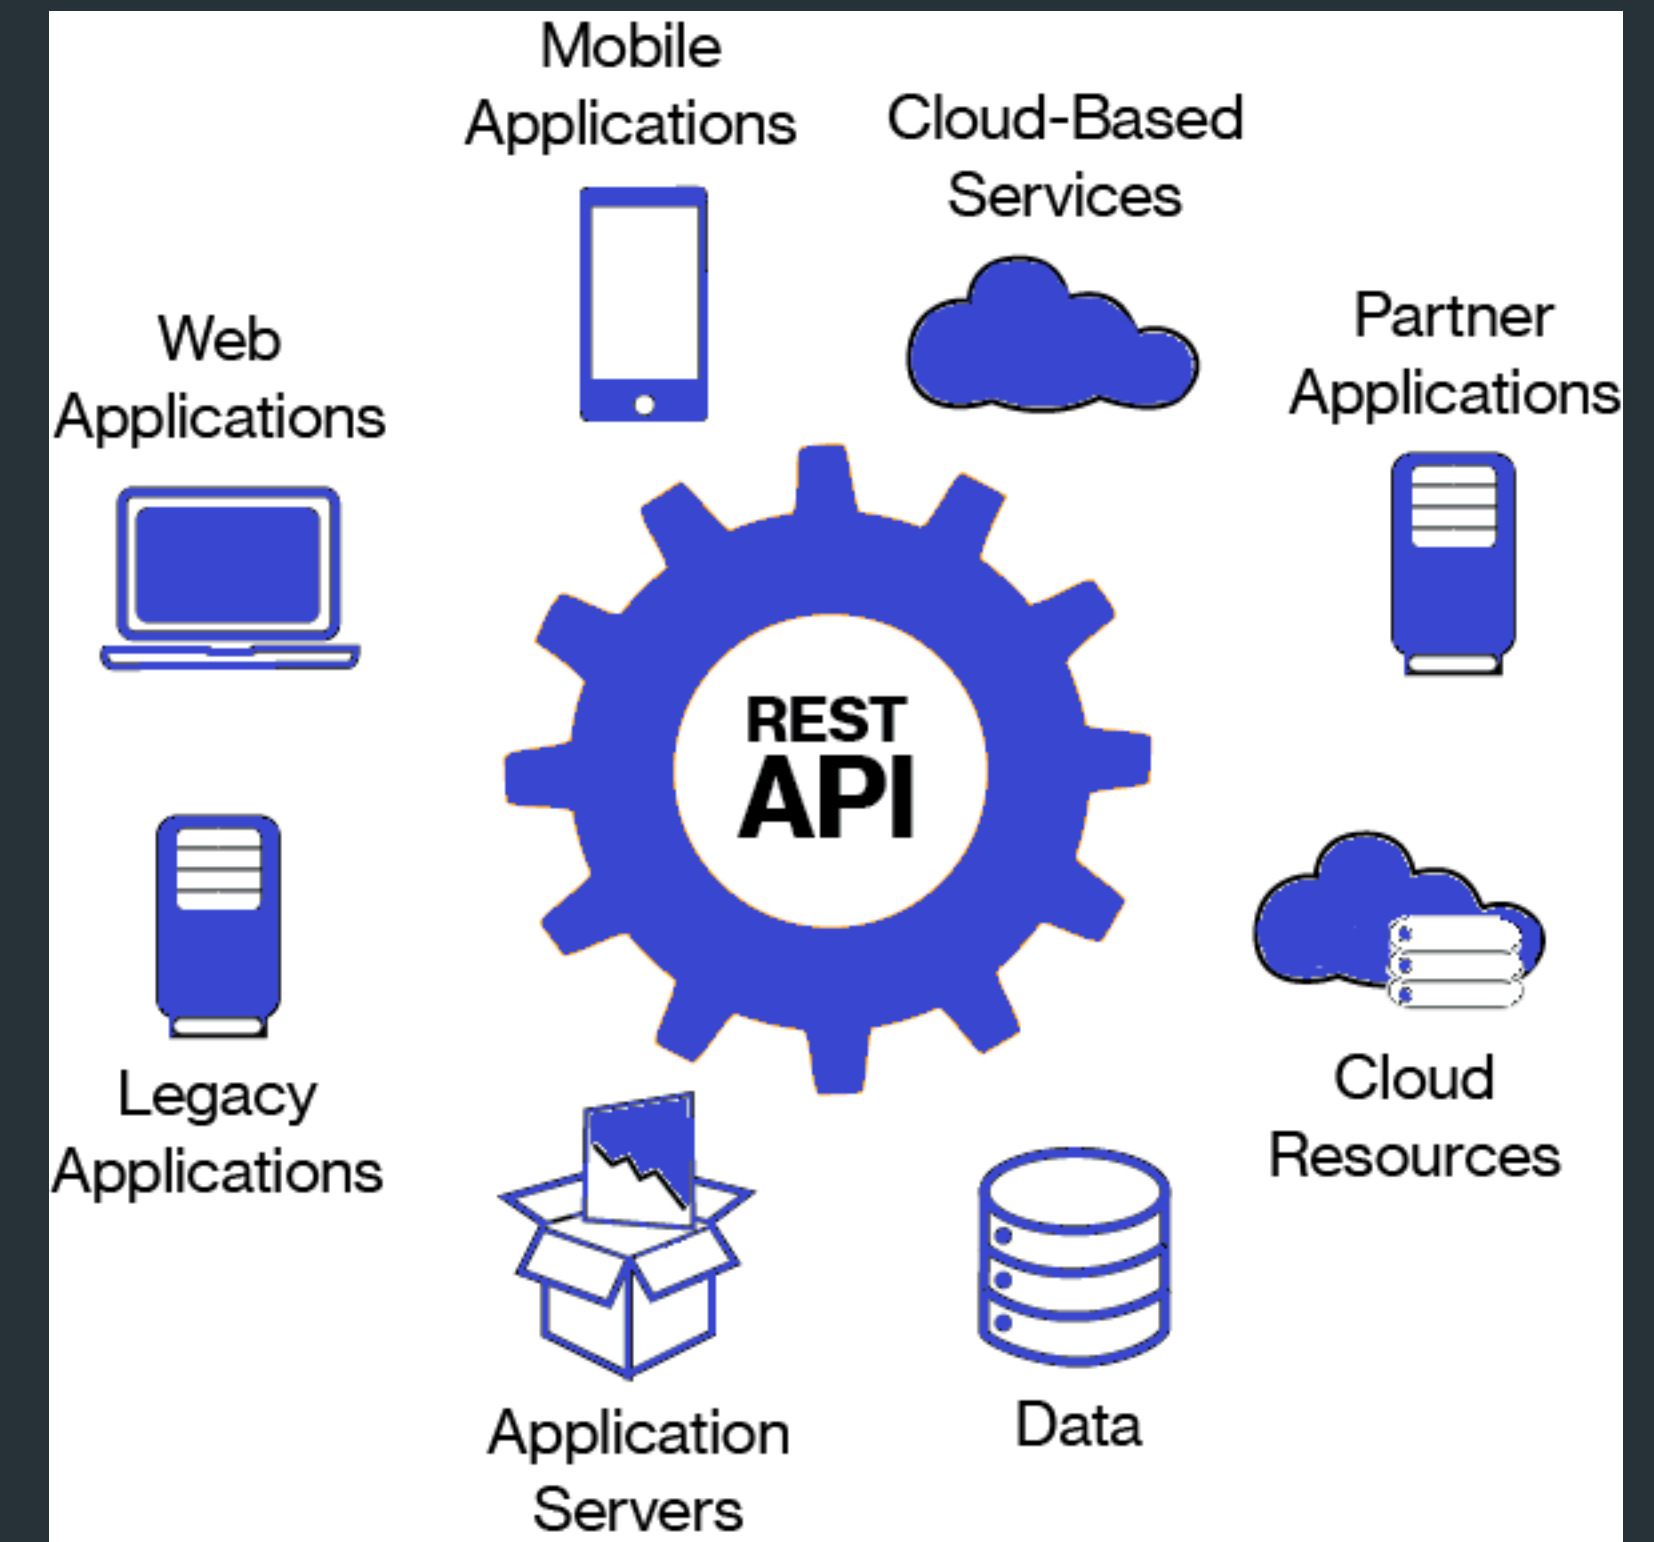 Mobile
Applications
Cloud-Based
Services
Partner
Applications
Web
Applications
REST
API
Legacy
Applications
Cloud
Resources
Application
Servers
Data